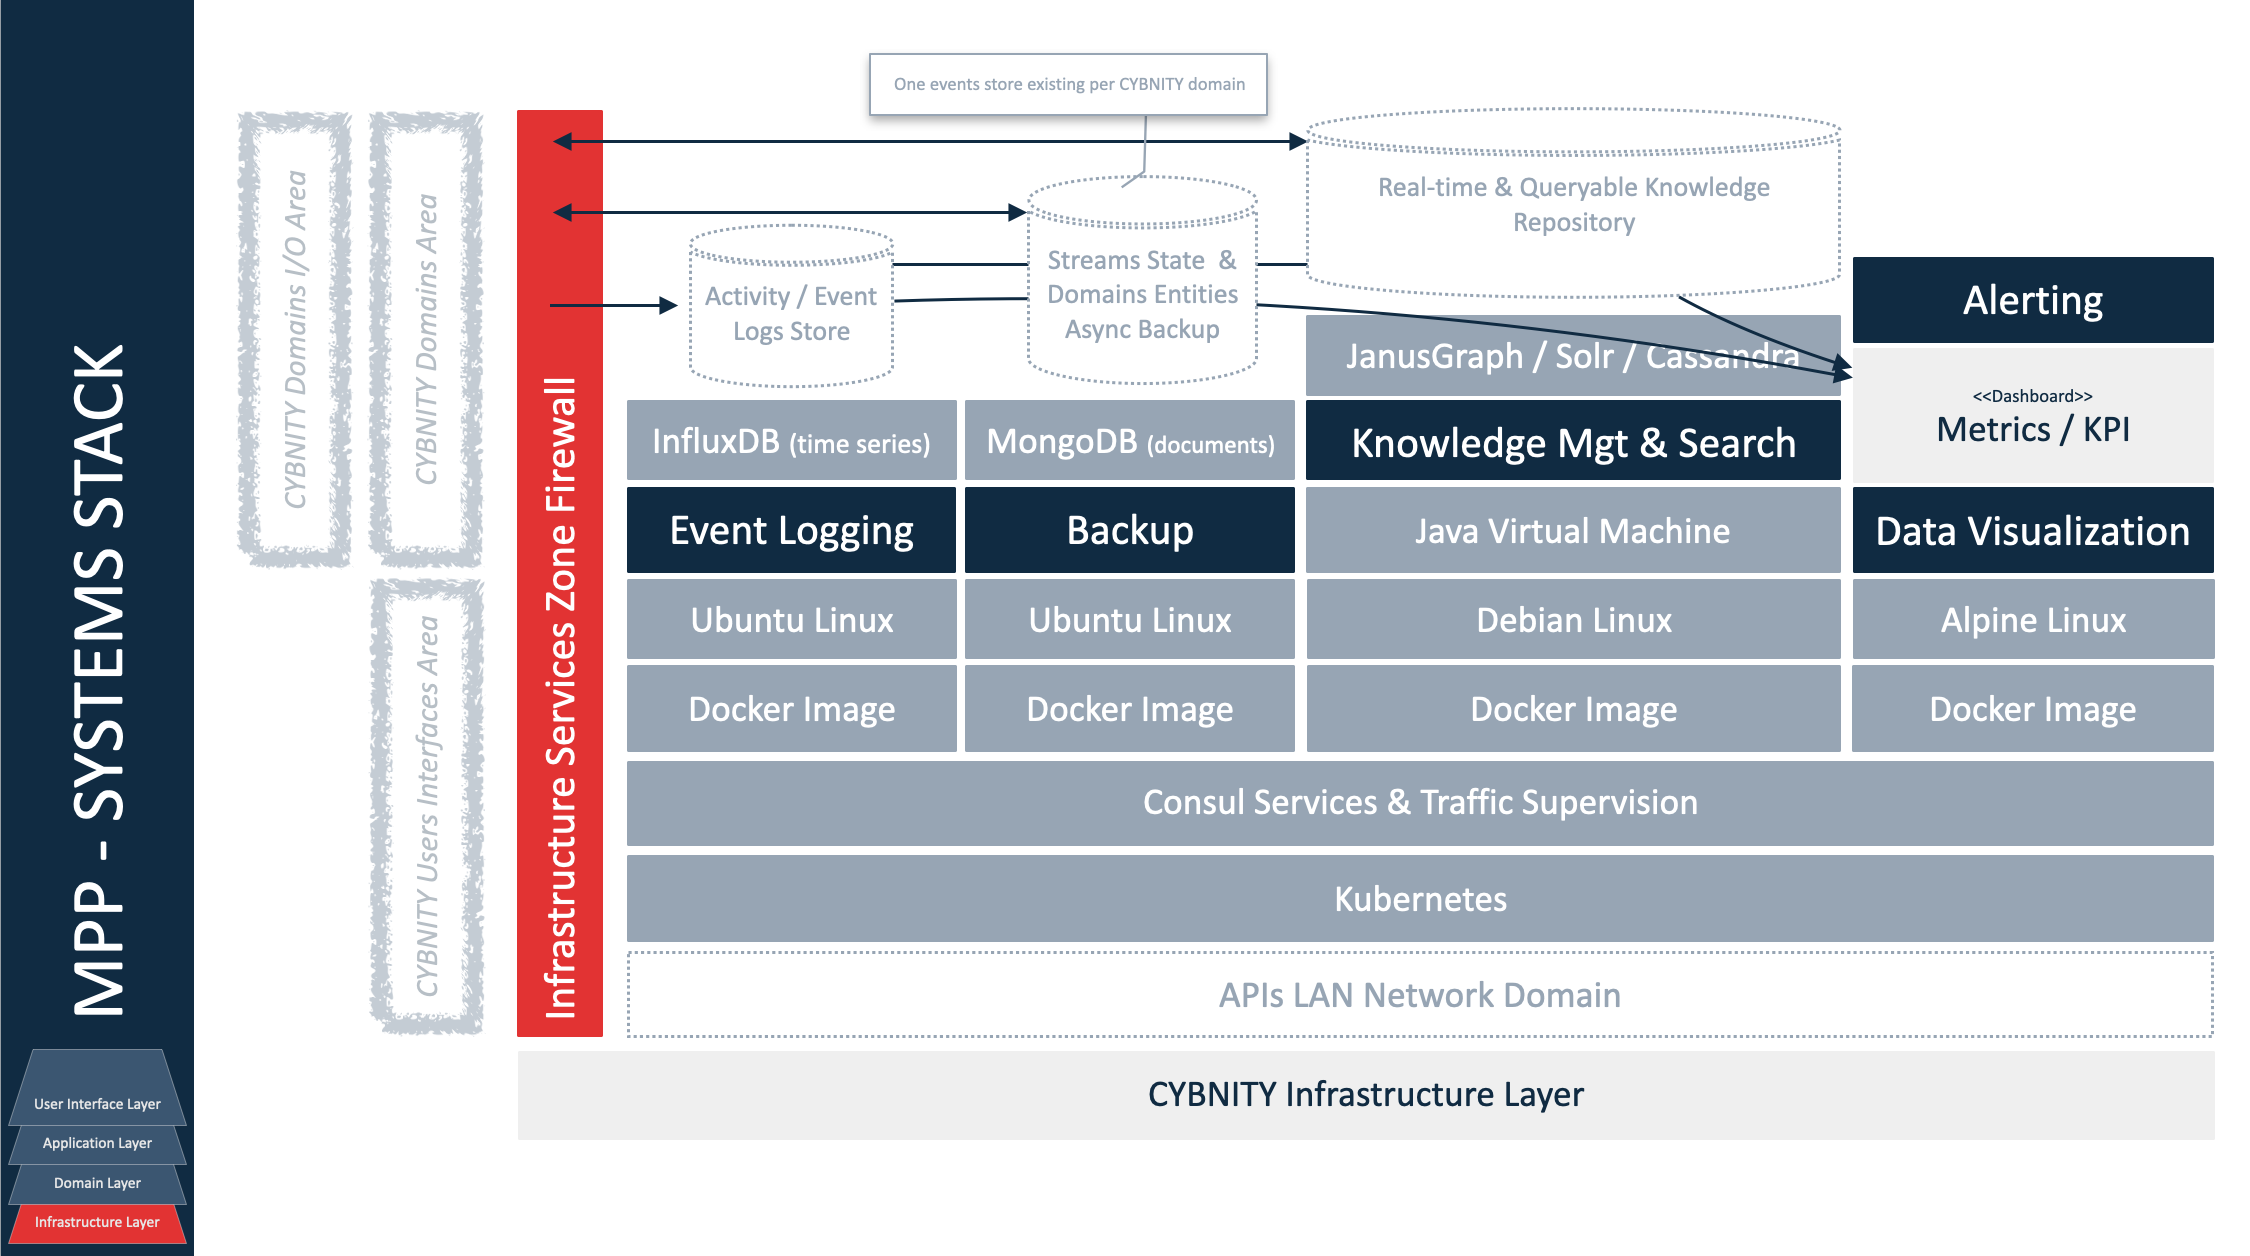 MPP - SYSTEMS STACK
User Interface Layer
Application Layer
Domain Layer
Infrastructure Layer
CYBNITY Domains I/O Area
CYBNITY Domains Area
CYBNITY Users Interfaces Area
Infrastructure Services Zone Firewall
One events store existing per CYBNITY domain
Real-time & Queryable Knowledge
Repository
Streams State  &
Domains Entities
Async Backup
Activity / Event
Logs Store
Alerting
JanusGraph / Solr / Cassandra
<<Dashboard>>
Metrics / KPI
InfluxDB (time series)
MongoDB (documents)
Knowledge Mgt & Search
Event Logging
Backup
Java Virtual Machine
Data Visualization
Ubuntu Linux
Ubuntu Linux
Debian Linux
Alpine Linux
Docker Image
Docker Image
Docker Image
Docker Image
Consul Services & Traffic Supervision
Kubernetes
APIs LAN Network Domain
CYBNITY Infrastructure Layer